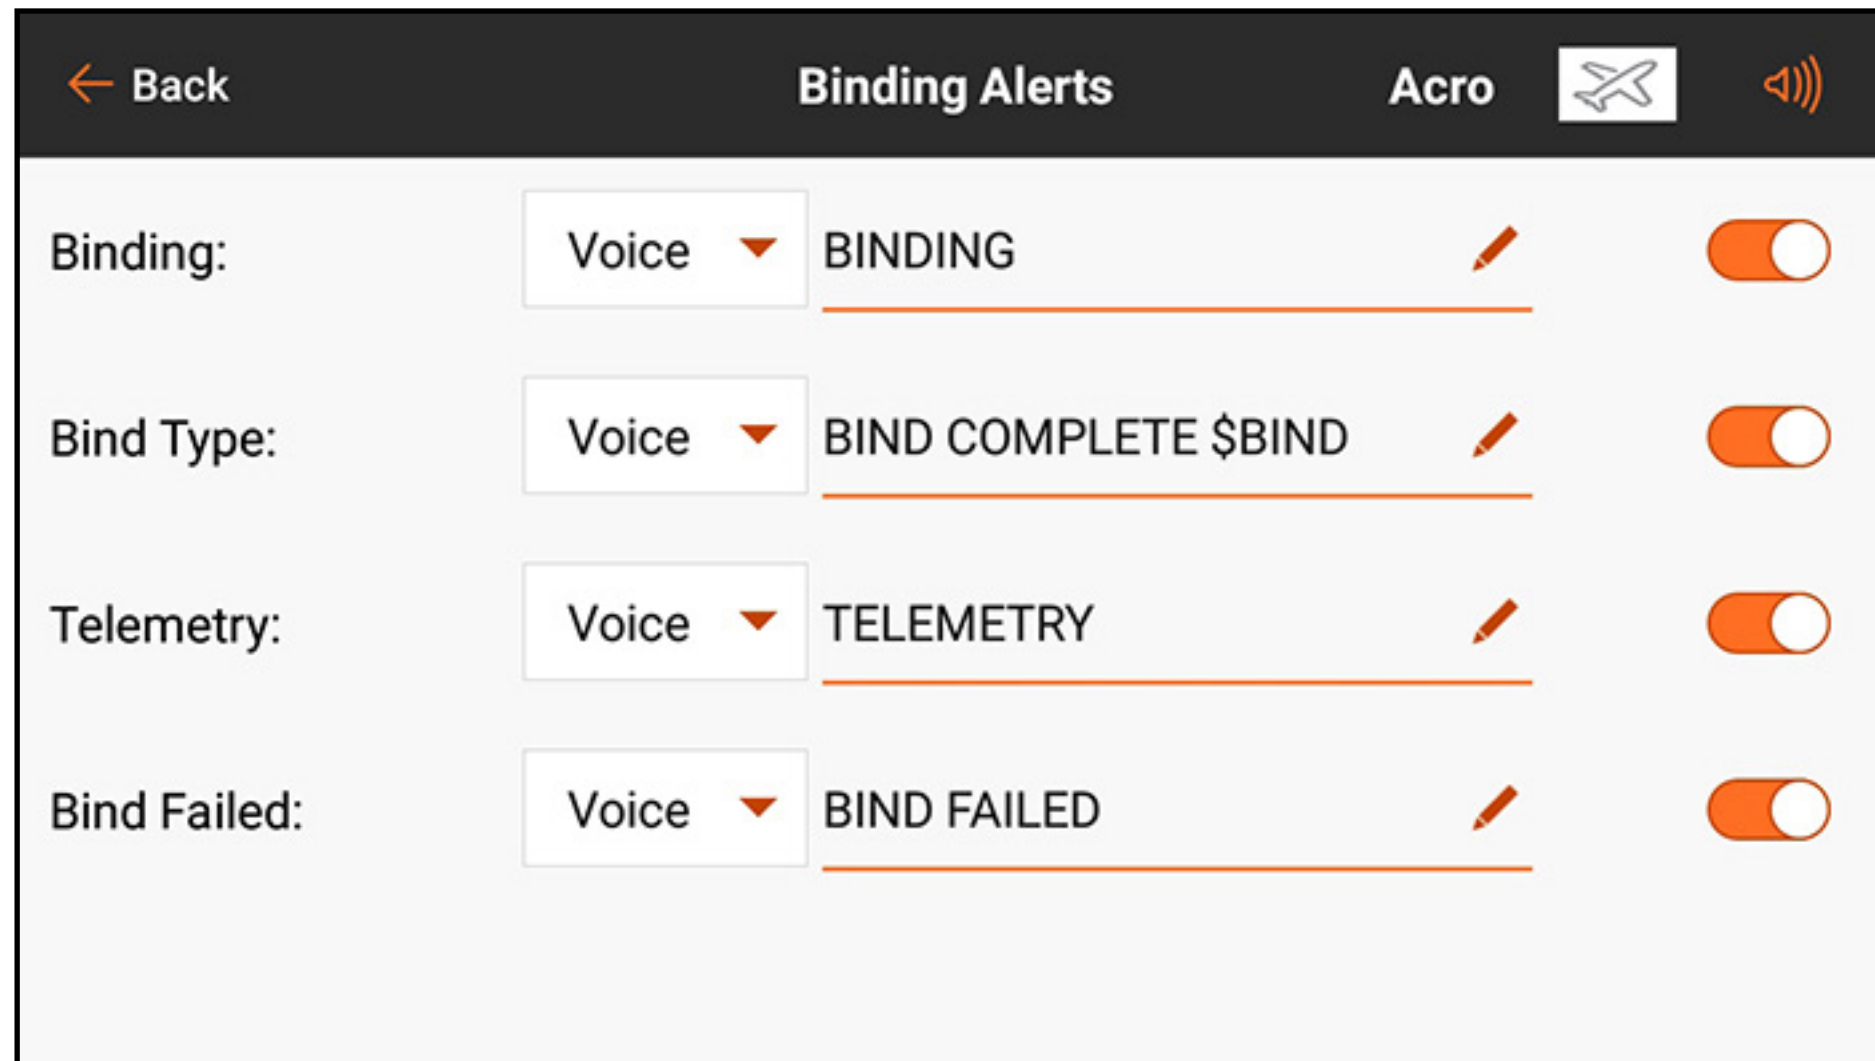 Back Binding Alerts Acro
Binding: Voice BINDING
Bind Type: Voice BIND COMPLETE $BIND
Telemetry: Voice TELEMETRY
Bind Failed: Voice BIND FAILED